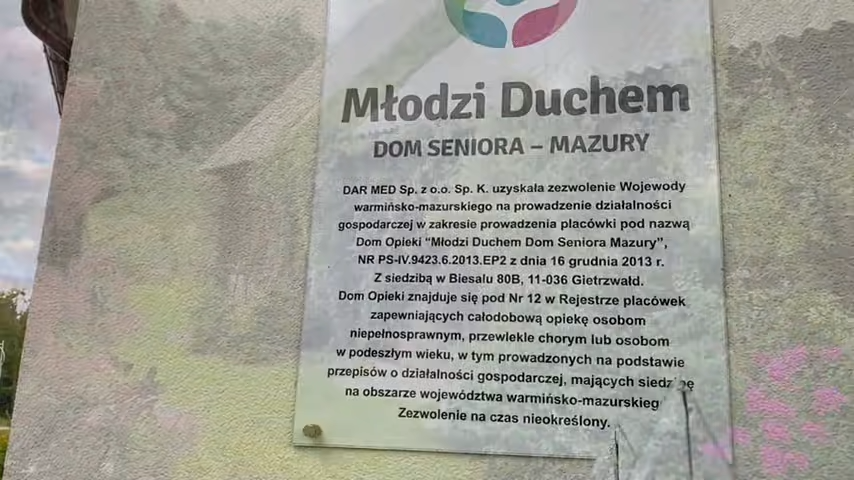 Młodzi Duchem
DOM SENIORA – MAZURY
DAR MED Sp. z o.o. Sp. K. uzyskała zezwolenie Wojewody
warmińsko-mazurskiego na prowadzenie działalności
gospodarczej w zakresie prowadzenia placówki pod nazwą
Dom Opieki “Młodzi Duchem Dom Seniora Mazury”,
NR PS-IV.9423.6.2013.EP2 z dnia 16 grudnia 2013 r.
Z siedzibą w Biesalu 80B, 11-036 Gietrzwałd.
Dom Opieki znajduje się pod Nr 12 w Rejestrze placówek
zapewniających całodobową opiekę osobom
niepełnosprawnym, przewlekle chorym lub osobom
w podeszłym wieku, w tym prowadzonych na podstawie
przepisów o działalności gospodarczej, mających siedzibę
na obszarze województwa warmińsko-mazurskieg
Zezwolenie na czas nieokreślony.